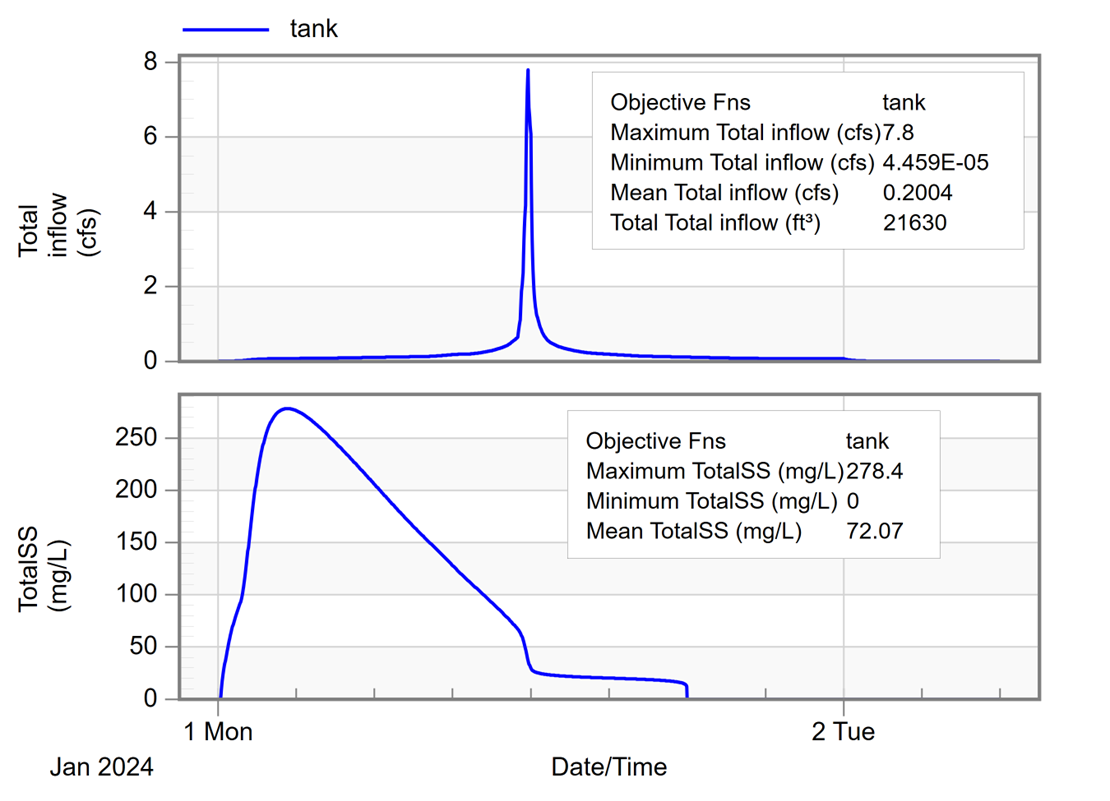 tank
Total
inflow
(cfs)
8
6
4
2
0
Objective Fns tank
Maximum Total inflow (cfs)7.8
Minimum Total inflow (cfs) 4.459E-05
Mean Total inflow (cfs) 0.2004
Total Total inflow (ft³) 21630
TotalSS
(mg/L)
250
200
150
100
50
0
Objective Fns tank
Maximum TotalSS (mg/L)278.4
Minimum TotalSS (mg/L) 0
Mean TotalSS (mg/L) 72.07
1 Mon 2 Tue
Jan 2024 Date/Time